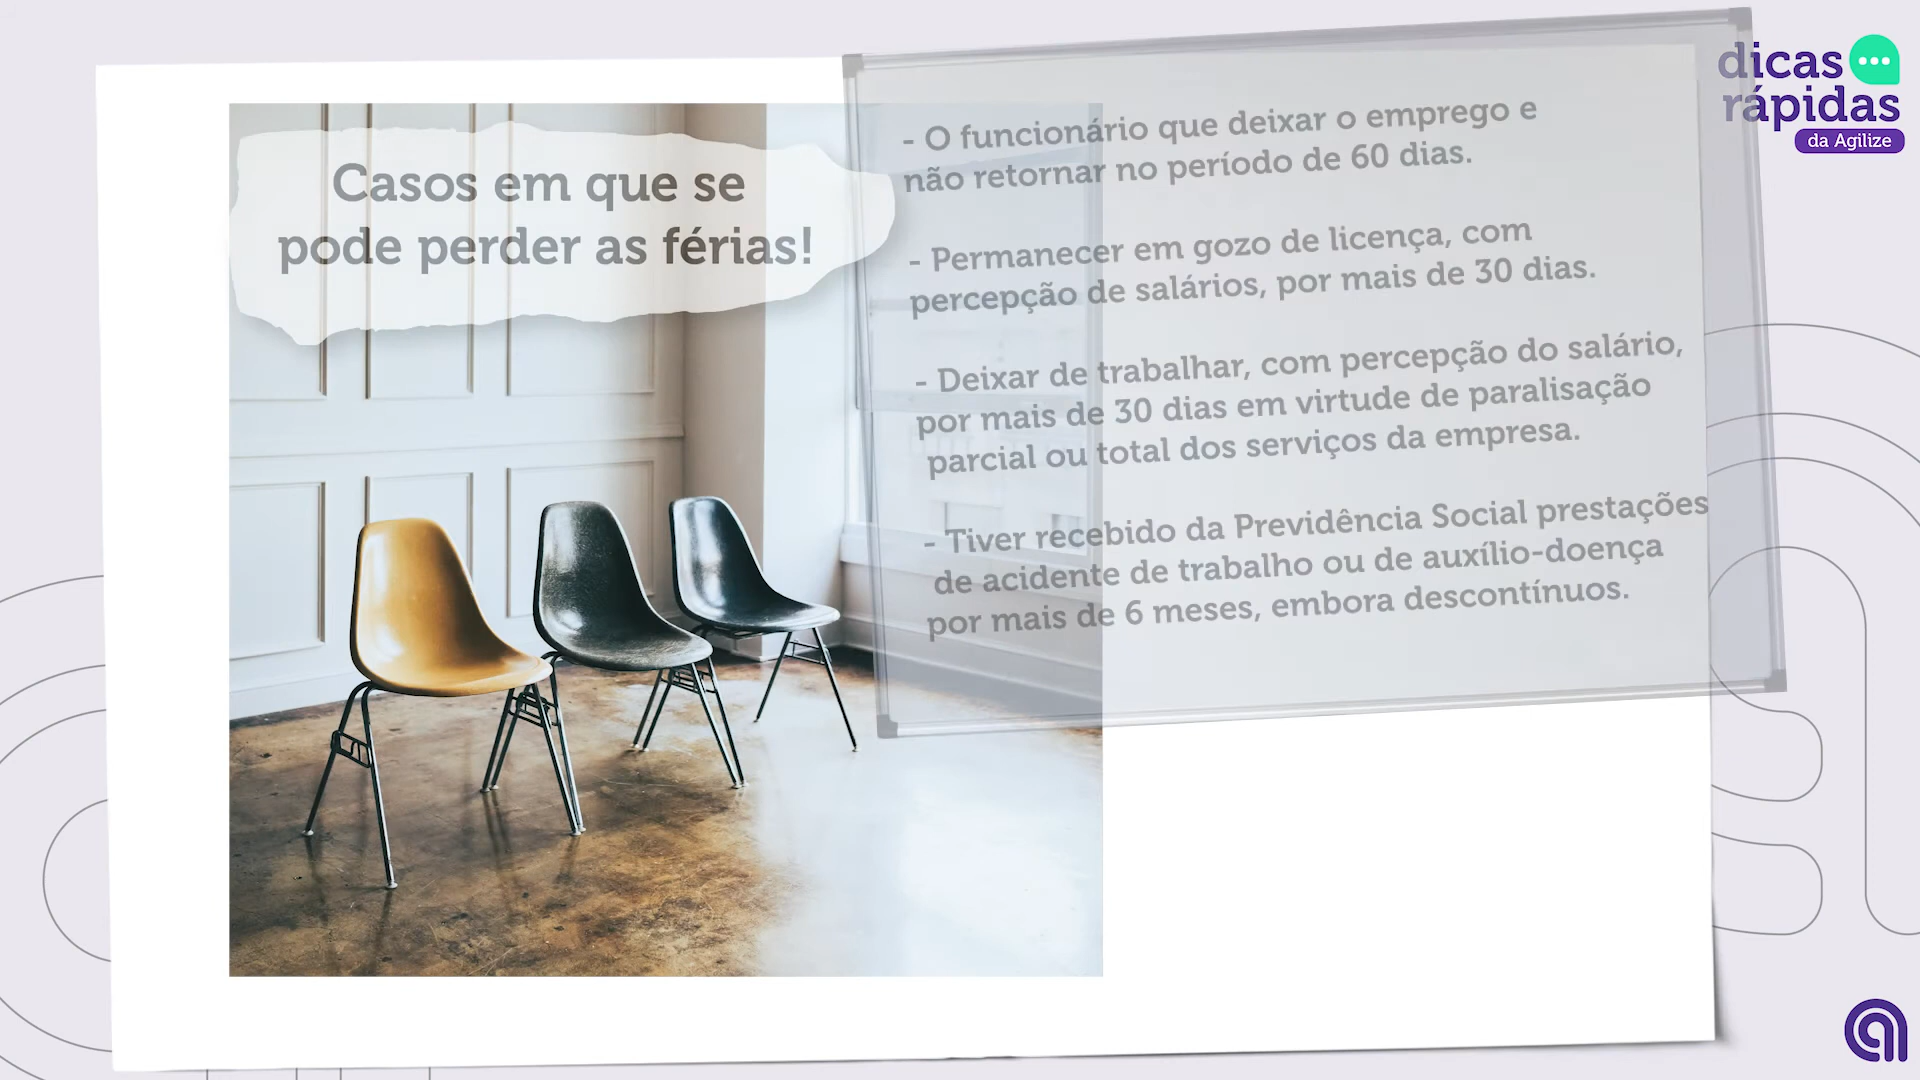 Casos em que se
pode perder as férias!
- O funcionário que deixar o emprego e
não retornar no período de 60 dias.
- Permanecer em gozo de licença, com
percepção de salários, por mais de 30 dias.
- Deixar de trabalhar, com percepção do salário,
por mais de 30 dias em virtude de paralisação
parcial ou total dos serviços da empresa.
- Tiver recebido da Previdência Social prestações
de acidente de trabalho ou de auxílio-doença
por mais de 6 meses, embora descontínuos.
dicas
rápidas
da Agilize